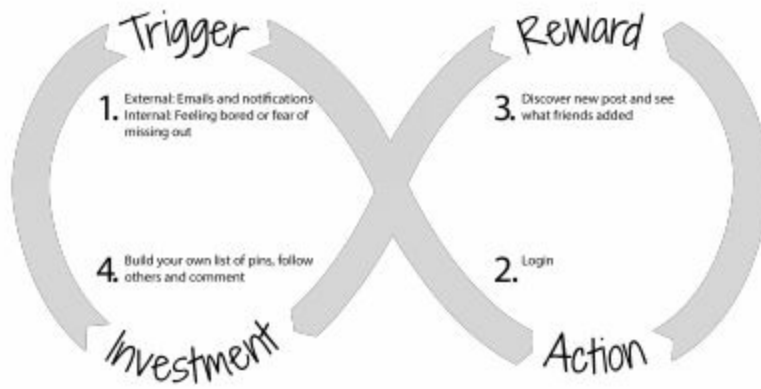 Trigger
1. External: Emails and notifications
Internal: Feeling bored or fear of
missing out
Reward
3. Discover new post and see
what friends added
4. Build your own list of pins, follow
others and comment
Investment
2. Login
Action